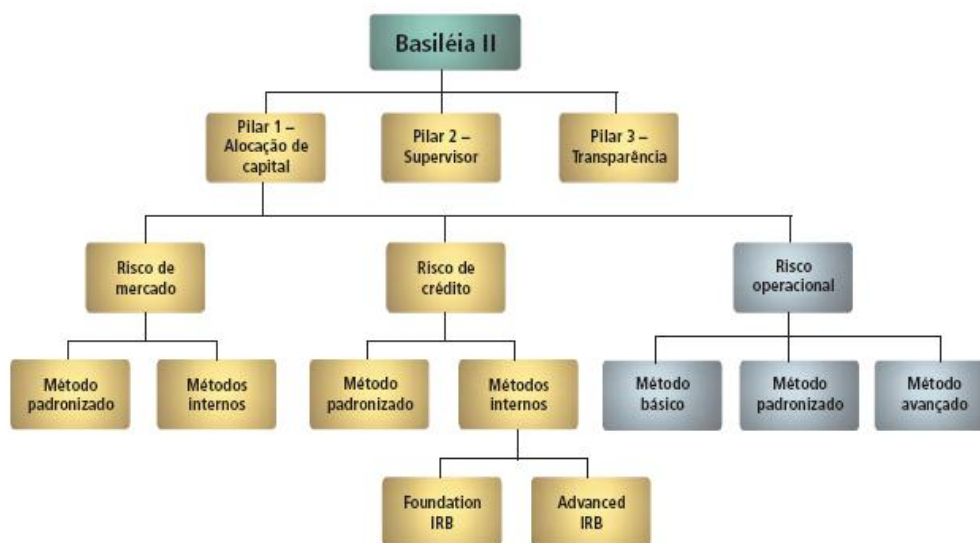 Basiléia II
Pilar 1 –
Alocação de
capital
Pilar 2 –
Supervisor
Pilar 3 –
Transparência
Risco de
mercado
Risco de
crédito
Risco
operacional
Método
padronizado
Métodos
internos
Método
padronizado
Métodos
internos
Método
básico
Método
padronizado
Método
avançado
Foundation
IRB
Advanced
IRB